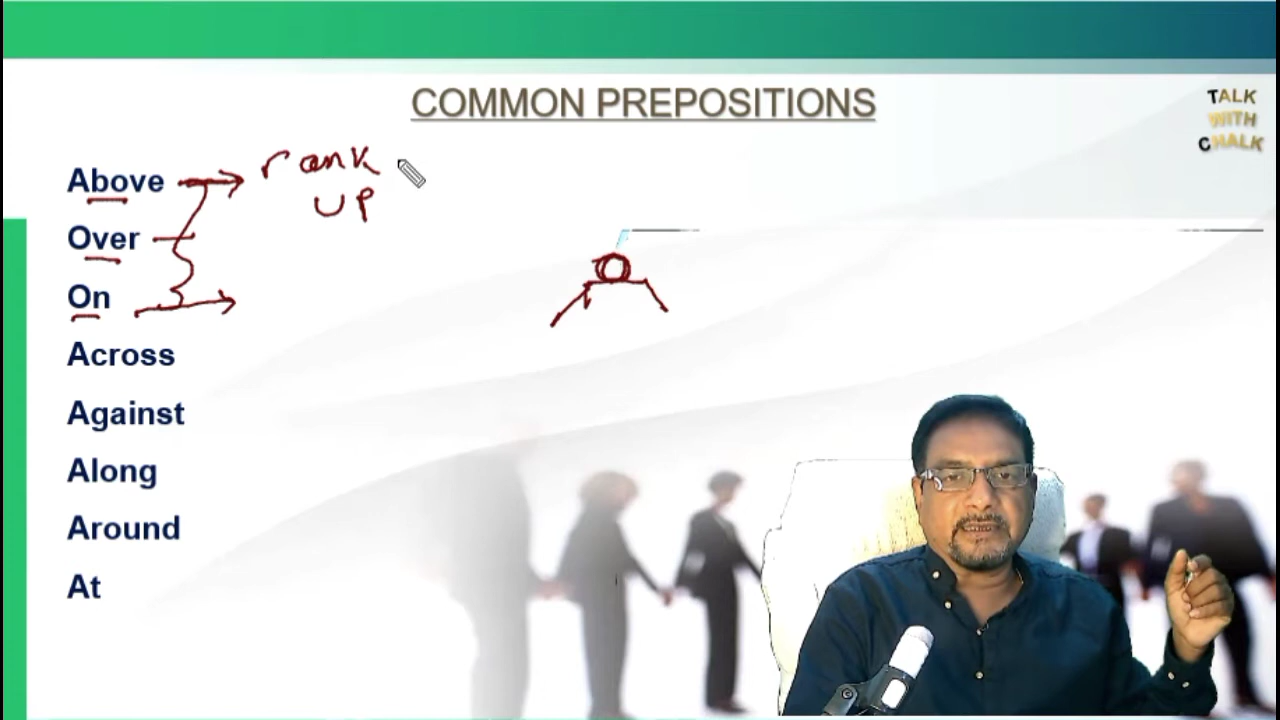 COMMON PREPOSITIONS
TALK
WITH
CHALK
Above
rank
UP
Over
On
Across
Against
Along
Around
At